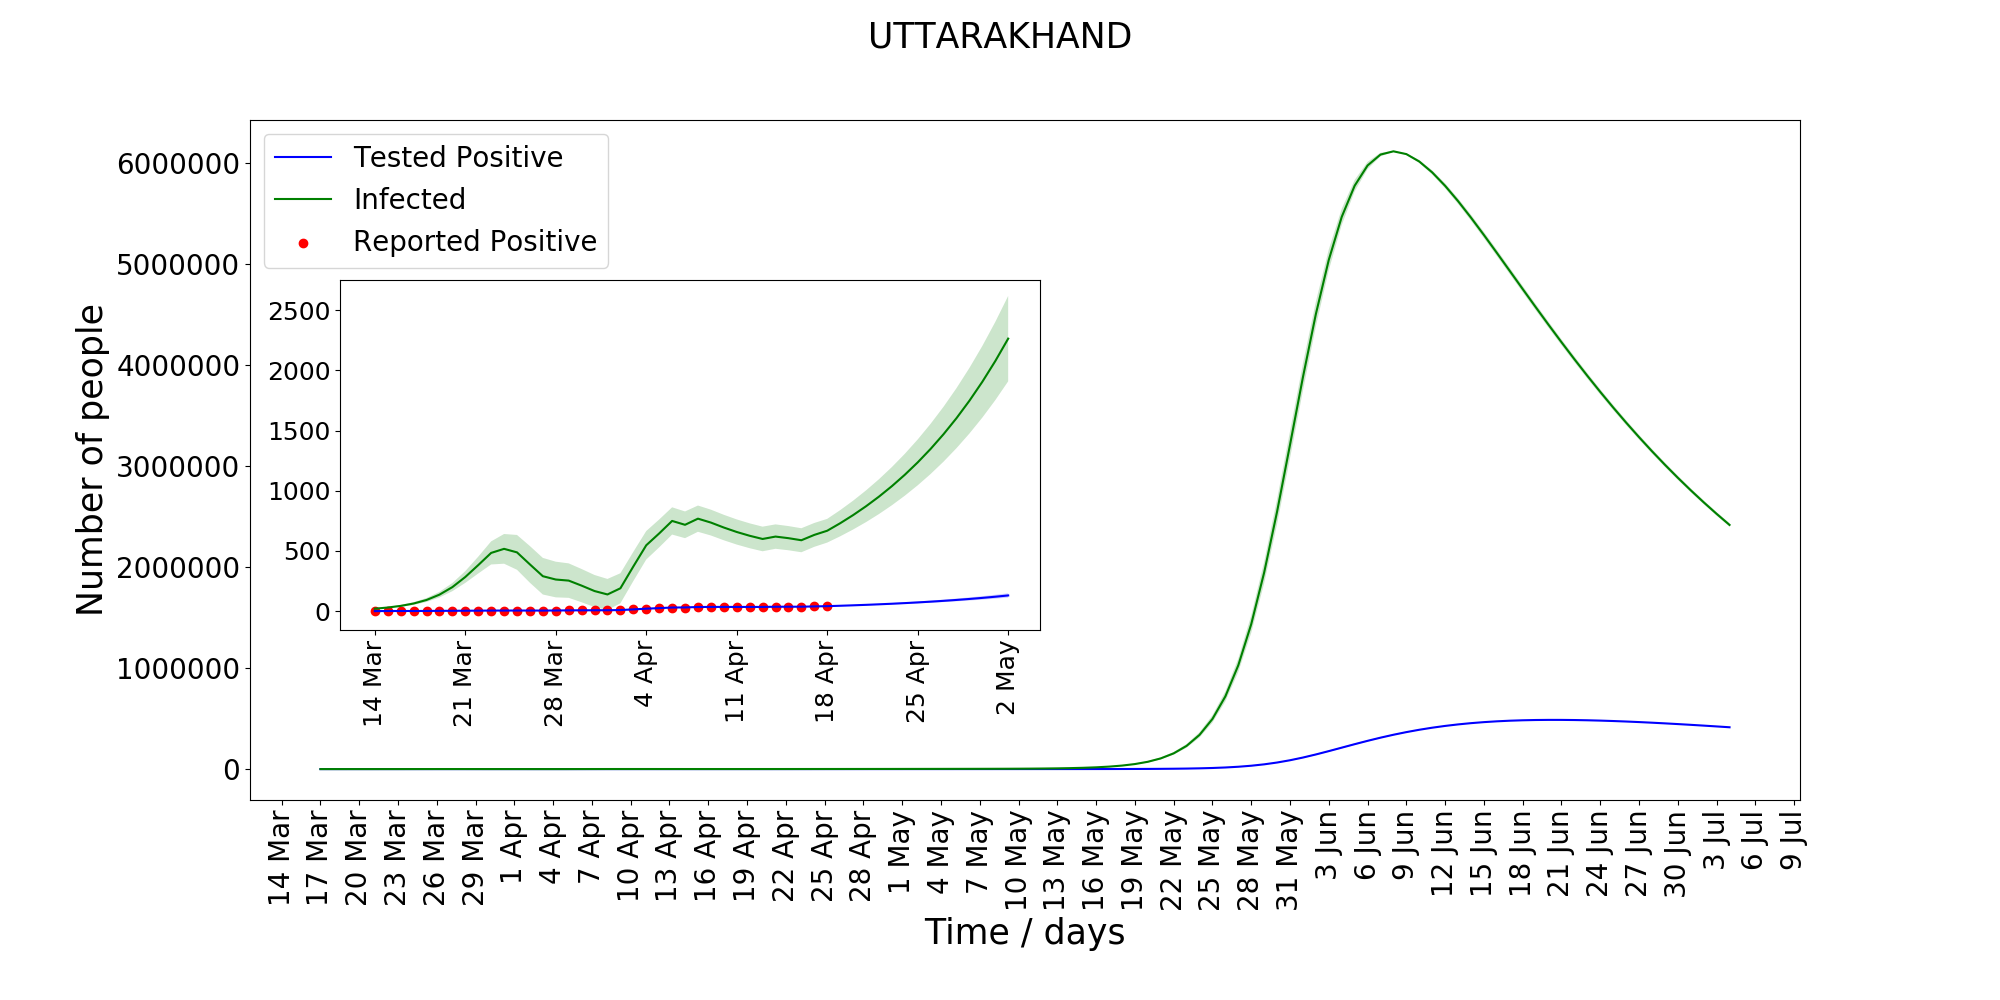 UTTARAKHAND
Tested Positive
Infected
Reported Positive
Number of people
6000000
5000000
4000000
3000000
2000000
1000000
0
2500
2000
1500
1000
500
0
14 Mar
21 Mar
28 Mar
4 Apr
11 Apr
18 Apr
25 Apr
2 May
14 Mar
17 Mar
20 Mar
23 Mar
26 Mar
29 Mar
1 Apr
4 Apr
7 Apr
10 Apr
13 Apr
16 Apr
19 Apr
22 Apr
25 Apr
28 Apr
1 May
4 May
7 May
10 May
13 May
16 May
19 May
22 May
25 May
28 May
31 May
3 Jun
6 Jun
9 Jun
12 Jun
15 Jun
18 Jun
21 Jun
24 Jun
27 Jun
30 Jun
3 Jul
6 Jul
9 Jul
Time / days